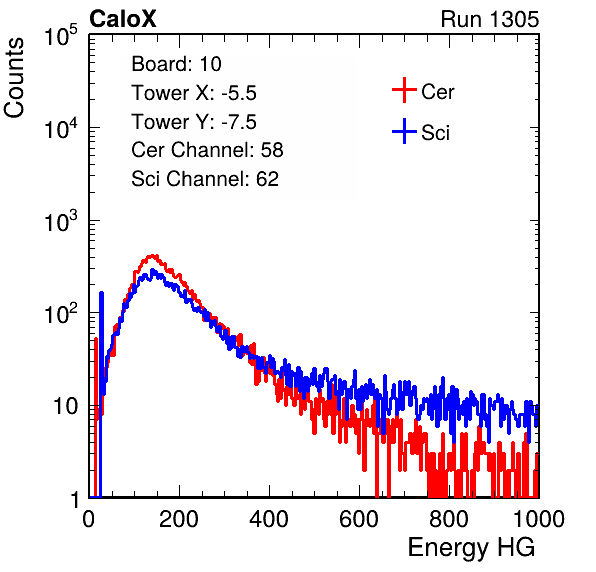 CaloX Run 1305
Counts
Board: 10
Tower X: -5.5
Tower Y: -7.5
Cer Channel: 58
Sci Channel: 62
Cer
Sci
10^5
10^4
10^3
10^2
10
1
0 200 400 600 800 1000
Energy HG